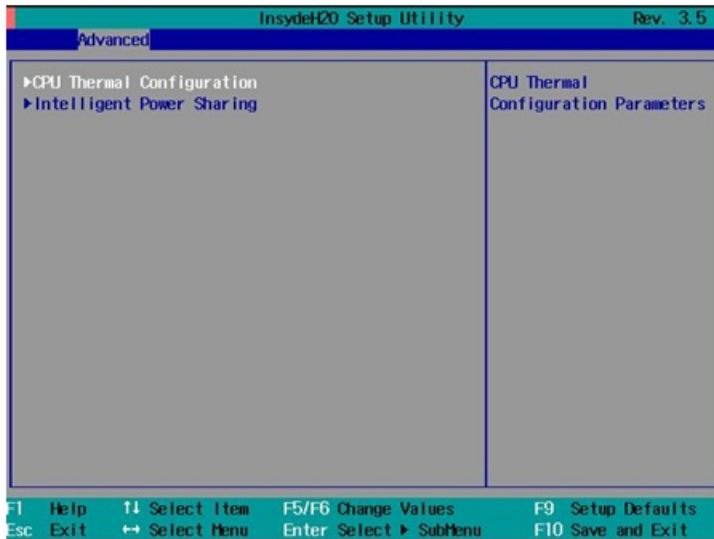 InsydeH2O Setup Utility Rev. 3.5
Advanced
▶CPU Thermal Configuration
▶Intelligent Power Sharing
CPU Thermal
Configuration Parameters
F1 Help ↑↓ Select Item F5/F6 Change Values F9 Setup Defaults
Esc Exit ↔ Select Menu Enter Select ▶ SubMenu F10 Save and Exit